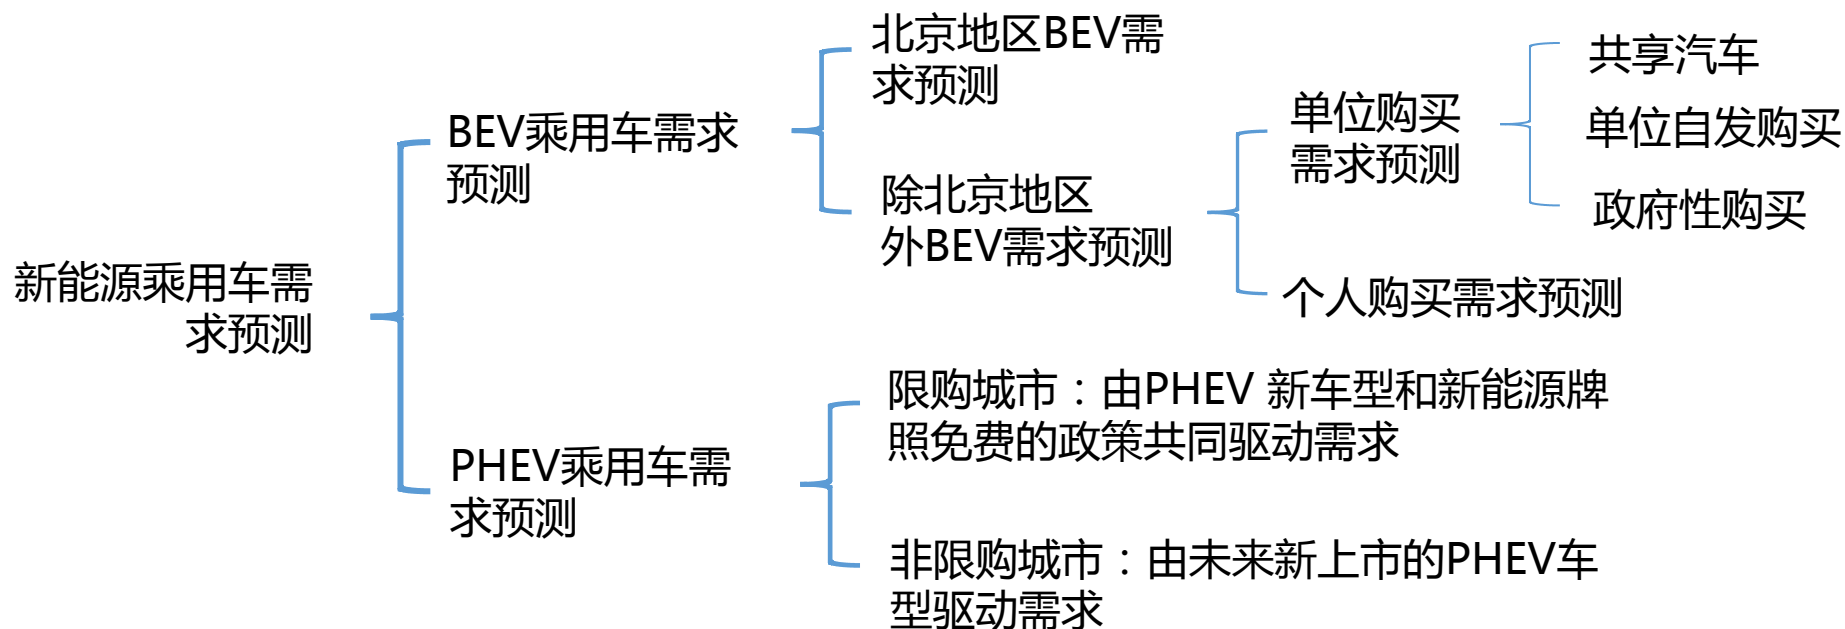 新能源乘用车需
求预测
BEV乘用车需求
预测
北京地区BEV需
求预测
除北京地区
外BEV需求预测
单位购买
需求预测
共享汽车
单位自发购买
政府性购买
个人购买需求预测
PHEV乘用车需
求预测
限购城市：由PHEV 新车型和新能源牌
照免费的政策共同驱动需求
非限购城市：由未来新上市的PHEV车
型驱动需求